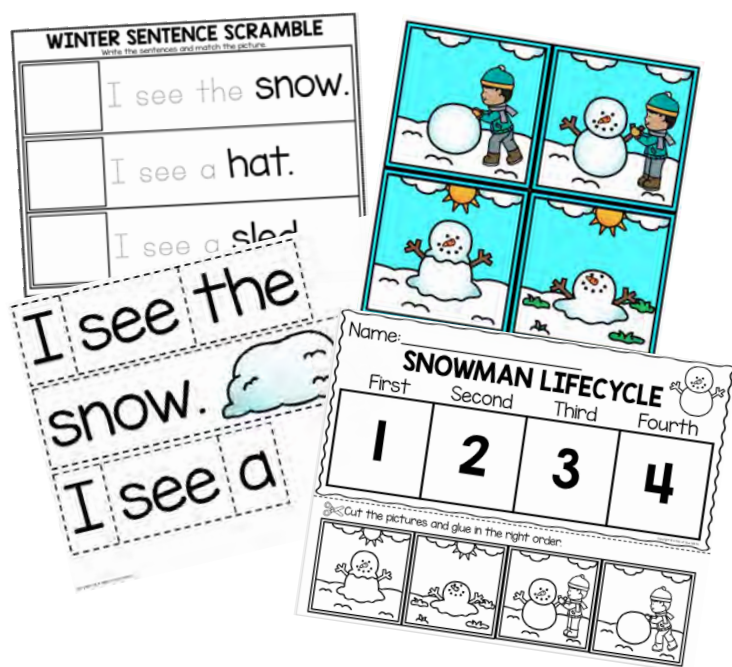 WINTER SENTENCE SCRAMBLE
Write the sentences and match the picture.
I see the snow.
I see a hat.
I see a sled
I see the
snow.
I see a
Name:
SNOWMAN LIFECYCLE
First Second Third Fourth
1 2 3 4
Cut the pictures and glue in the right order.